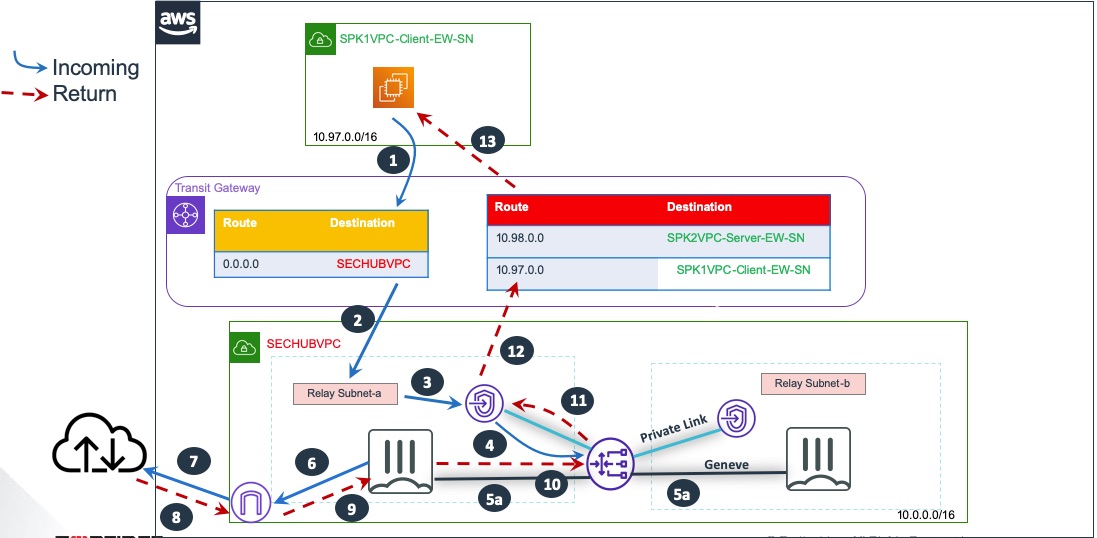 aws
SPK1VPC-Client-EW-SN
Incoming
Return
10.97.0.0/16
13
1
Transit Gateway
Route Destination
0.0.0.0 SECHUBVPC
Route Destination
10.98.0.0 SPK2VPC-Server-EW-SN
10.97.0.0 SPK1VPC-Client-EW-SN
2
SECHUBVPC
12
Relay Subnet-a
3
11
Relay Subnet-b
4
Private Link
7
6
Geneve
10
5a
5a
8
9
10.0.0.0/16